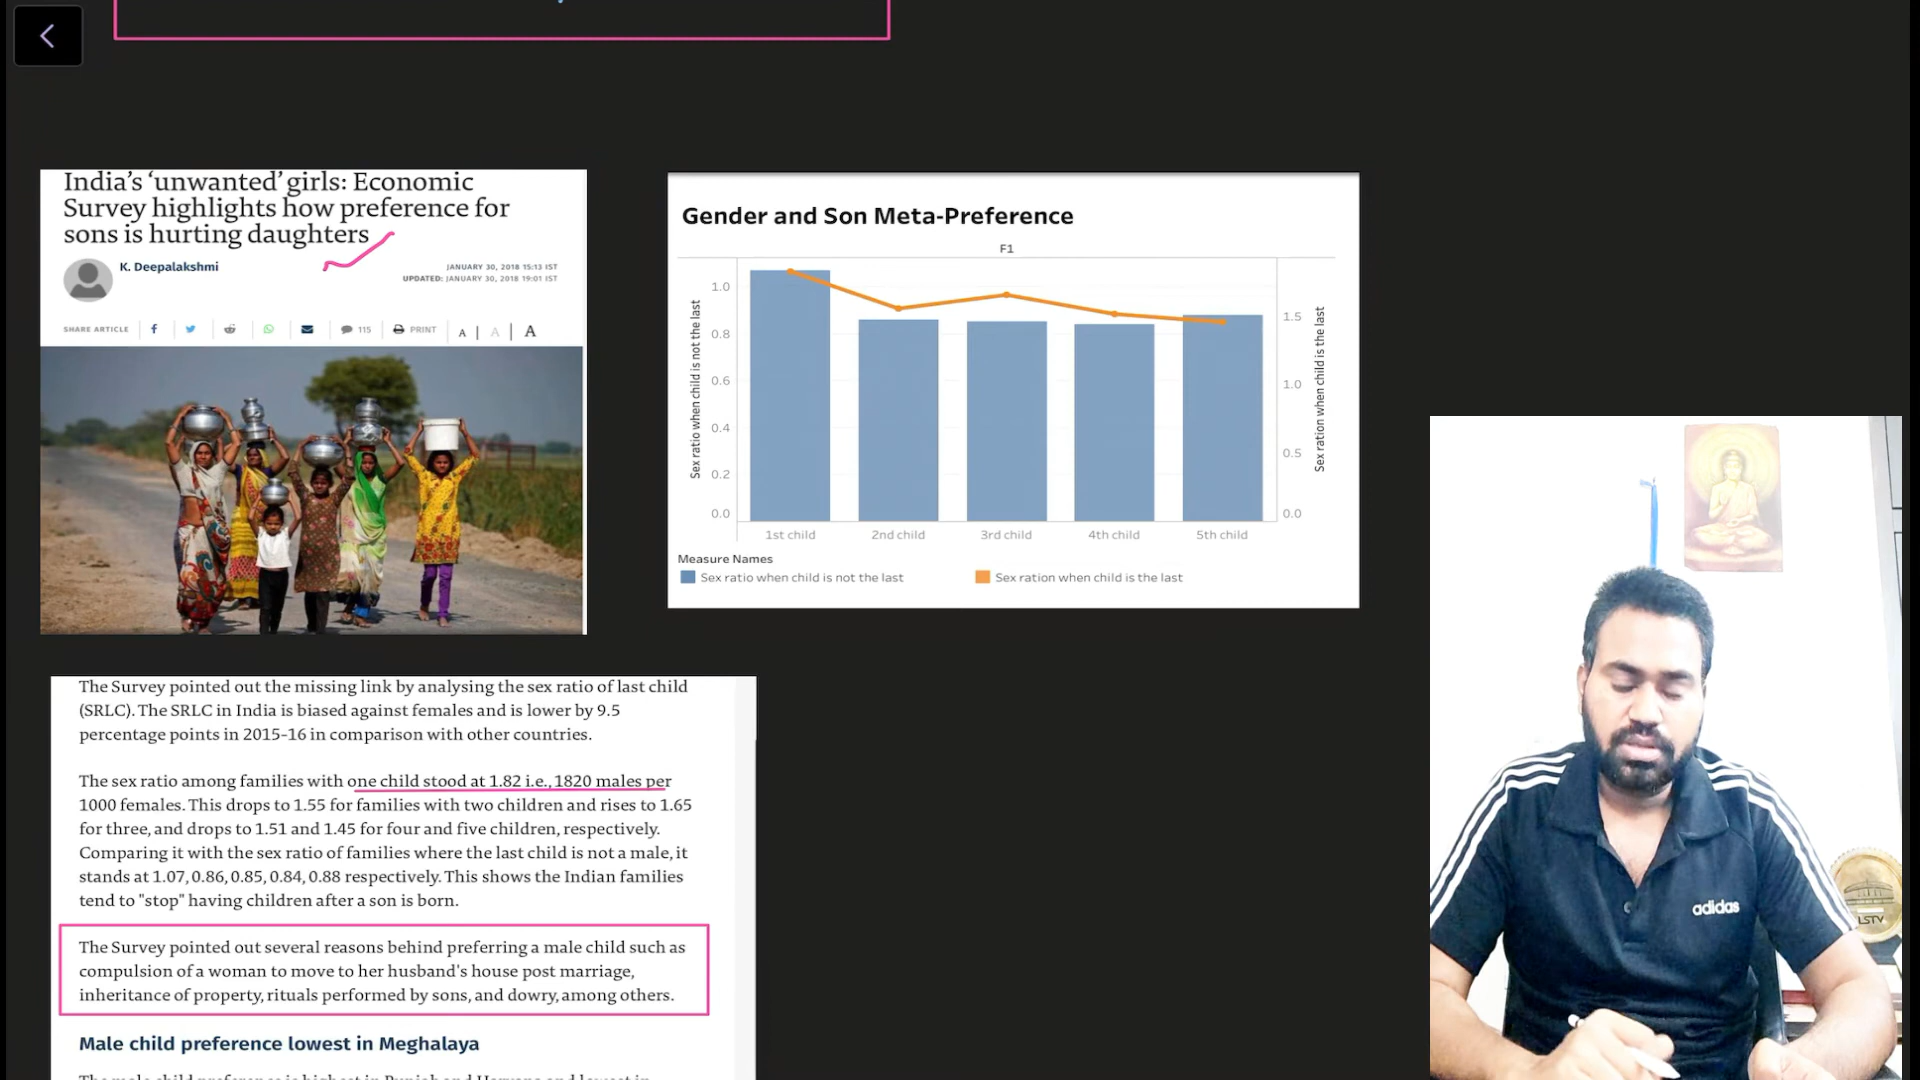 India's 'unwanted' girls: Economic
Survey highlights how preference for
sons is hurting daughters
K. Deepalakshmi
JANUARY 30, 2018 15:13 IST
UPDATED: JANUARY 30, 2018 19:01 IST
SHARE ARTICLE
115
PRINT
A | A | A
Gender and Son Meta-Preference
F1
Sex ratio when child is not the last
1.0
0.8
0.6
0.4
0.2
0.0
1.5
1.0
0.5
0.0
Sex ration when child is the last
1st child 2nd child 3rd child 4th child 5th child
Measure Names
Sex ratio when child is not the last Sex ration when child is the last
The Survey pointed out the missing link by analysing the sex ratio of last child
(SRLC). The SRLC in India is biased against females and is lower by 9.5
percentage points in 2015-16 in comparison with other countries.
The sex ratio among families with one child stood at 1.82 i.e., 1820 males per
1000 females. This drops to 1.55 for families with two children and rises to 1.65
for three, and drops to 1.51 and 1.45 for four and five children, respectively.
Comparing it with the sex ratio of families where the last child is not a male, it
stands at 1.07, 0.86, 0.85, 0.84, 0.88 respectively. This shows the Indian families
tend to "stop" having children after a son is born.
The Survey pointed out several reasons behind preferring a male child such as
compulsion of a woman to move to her husband's house post marriage,
inheritance of property, rituals performed by sons, and dowry, among others.
Male child preference lowest in Meghalaya
The male child preference is highest in Punjab and Haryana and lowest in
adidas
LSTV